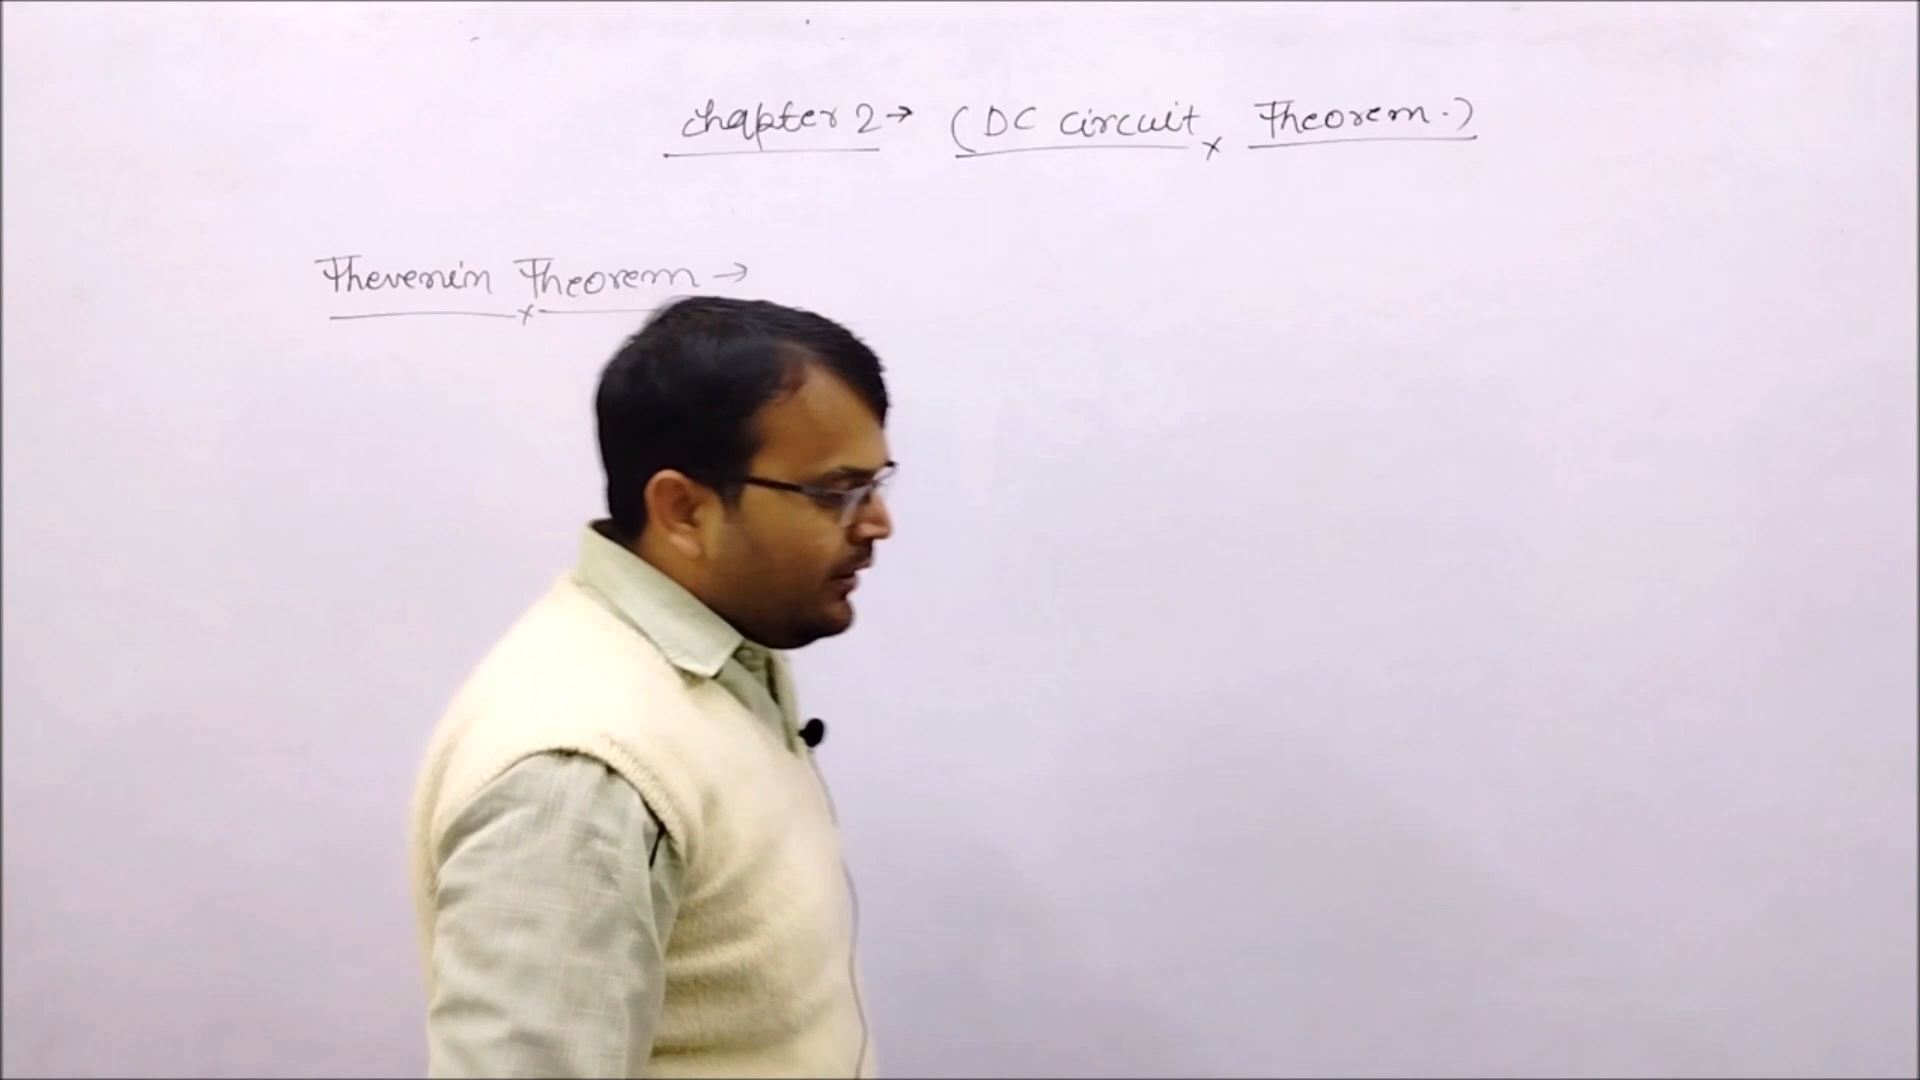 chapter 2→ (DC circuit Theorem.)
Thevenin Theorem →